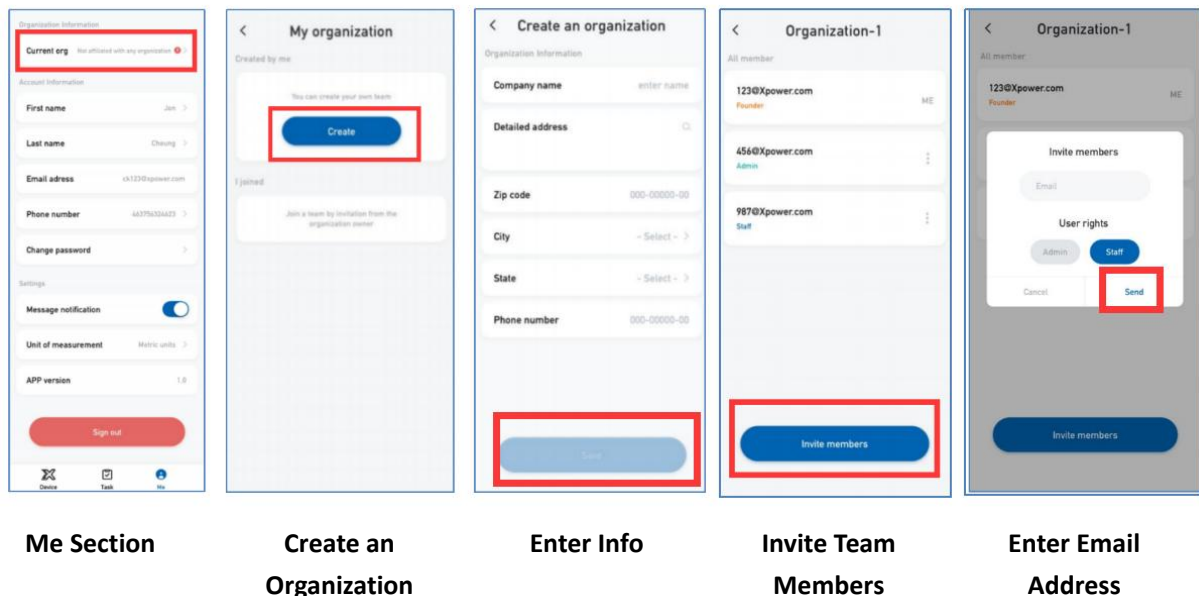 Organization Information
Current org Not affiliated with any organization
Account Information
First name Jon
Last name Cheung
Email adress ck123@xpower.com
Phone number
Change password
Settings
Message notification
Unit of measurement Metric units
APP version 1.0
Sign out
Device Task Me
Me Section
My organization
Created by me
You can create your own team
Create
I joined
Join a team by invitation from the
organization owner
Create an
Organization
Create an organization
Organization Information
Company name enter name
Detailed address
Zip code 000-00000-00
City - Select -
State - Select -
Phone number 000-00000-00
Save
Enter Info
Organization-1
All member
123@Xpower.com
Founder
ME
456@Xpower.com
Admin
987@Xpower.com
Staff
Invite members
Invite Team
Members
Organization-1
All member
123@Xpower.com
Founder
ME
Invite members
Email
User rights
Admin Staff
Cancel Send
Invite members
Enter Email
Address